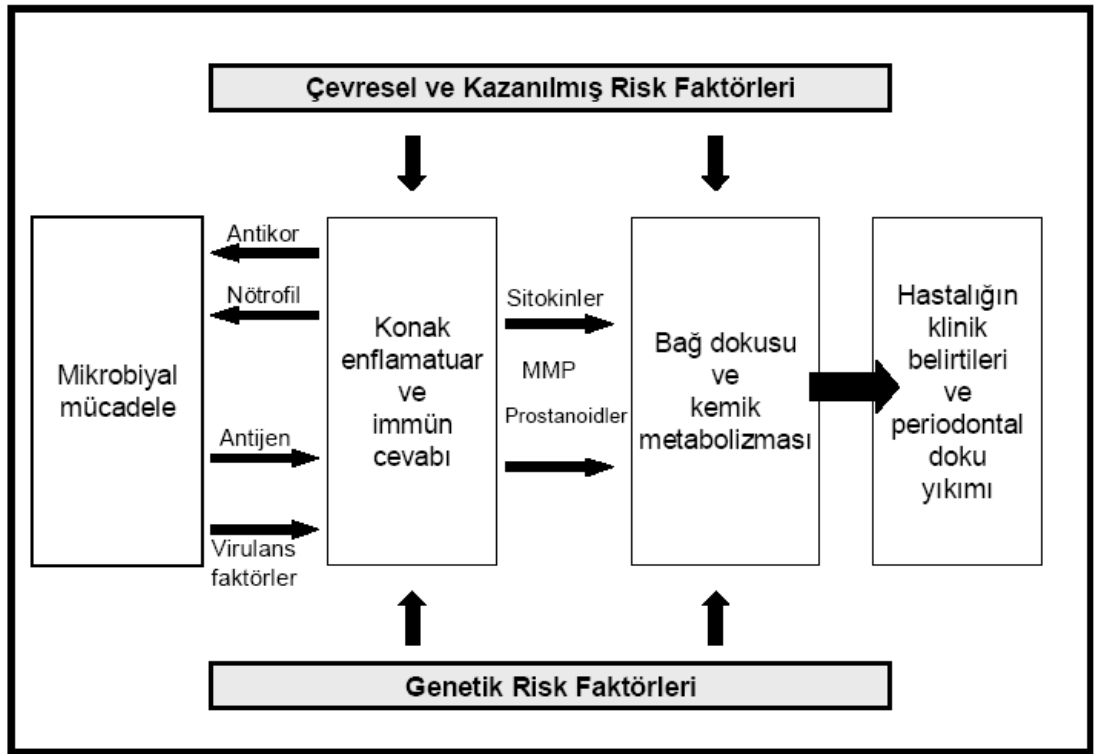 Çevresel ve Kazanılmış Risk Faktörleri
Mikrobiyal
mücadele
Antikor
Nötrofil
Antijen
Virulans
faktörler
Konak
enflamatuar
ve
immün
cevabı
Sitokinler
MMP
Prostanoidler
Bağ dokusu
ve
kemik
metabolizması
Hastalığın
klinik
belirtileri
ve
periodontal
doku
yıkımı
Genetik Risk Faktörleri